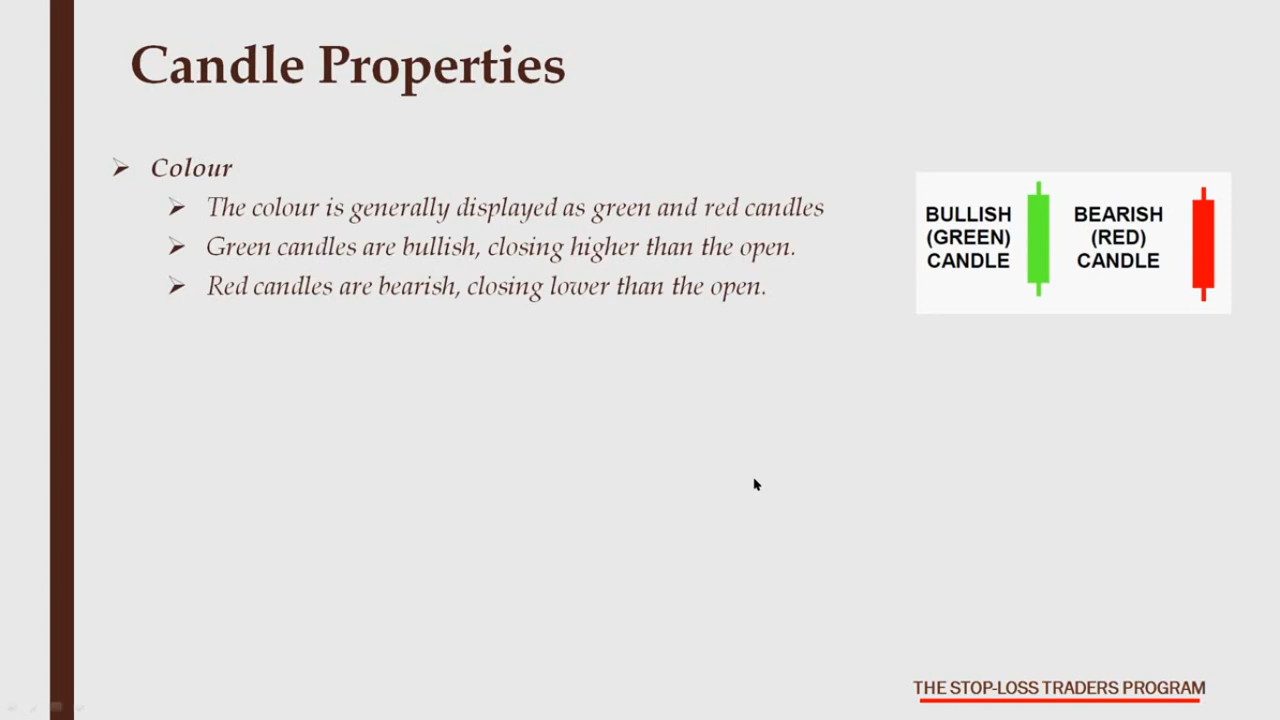 Candle Properties
Colour
The colour is generally displayed as green and red candles
Green candles are bullish, closing higher than the open.
Red candles are bearish, closing lower than the open.
BULLISH
(GREEN)
CANDLE
BEARISH
(RED)
CANDLE
THE STOP-LOSS TRADERS PROGRAM